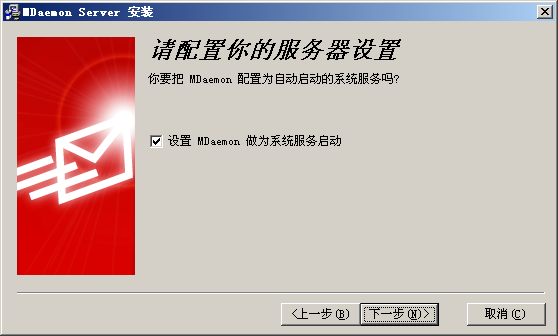 MDaemon Server 安装
请配置你的服务器设置
你要把 MDaemon 配置为自动启动的系统服务吗?
设置 MDaemon 做为系统服务启动
<上一步(B)
下一步(N)>
取消(C)